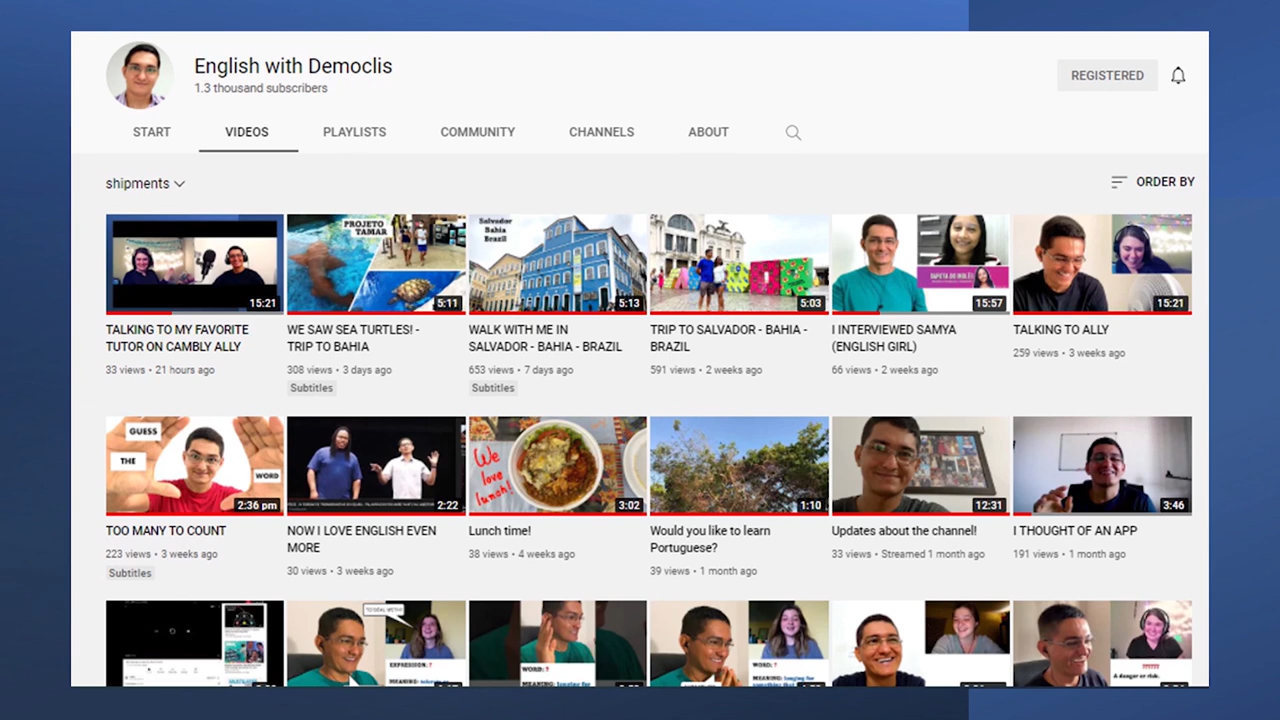 English with Democlis
1.3 thousand subscribers
REGISTERED
START
VIDEOS
PLAYLISTS
COMMUNITY
CHANNELS
ABOUT
shipments
ORDER BY
15:21
PROJETO
TAMAR
5:11
Salvador
Bahia
Brazil
5:13
5:03
15:57
15:21
TALKING TO MY FAVORITE
TUTOR ON CAMBLY ALLY
33 views • 21 hours ago
WE SAW SEA TURTLES! -
TRIP TO BAHIA
308 views • 3 days ago
Subtitles
WALK WITH ME IN
SALVADOR - BAHIA - BRAZIL
653 views • 7 days ago
Subtitles
TRIP TO SALVADOR - BAHIA -
BRAZIL
591 views • 2 weeks ago
I INTERVIEWED SAMYA
(ENGLISH GIRL)
66 views • 2 weeks ago
TALKING TO ALLY
259 views • 3 weeks ago
GUESS
THE
WORD
2:36 pm
2:22
We
love
lunch!
3:02
1:10
12:31
3:46
TOO MANY TO COUNT
223 views • 3 weeks ago
Subtitles
NOW I LOVE ENGLISH EVEN
MORE
30 views • 3 weeks ago
Lunch time!
38 views • 4 weeks ago
Would you like to learn
Portuguese?
39 views • 1 month ago
Updates about the channel!
33 views • Streamed 1 month ago
I THOUGHT OF AN APP
191 views • 1 month ago
EXPRESSION: ?
MEANING:
WORD: ?
MEANING: longing for
WORD: ?
MEANING: longing for
A danger or risk.